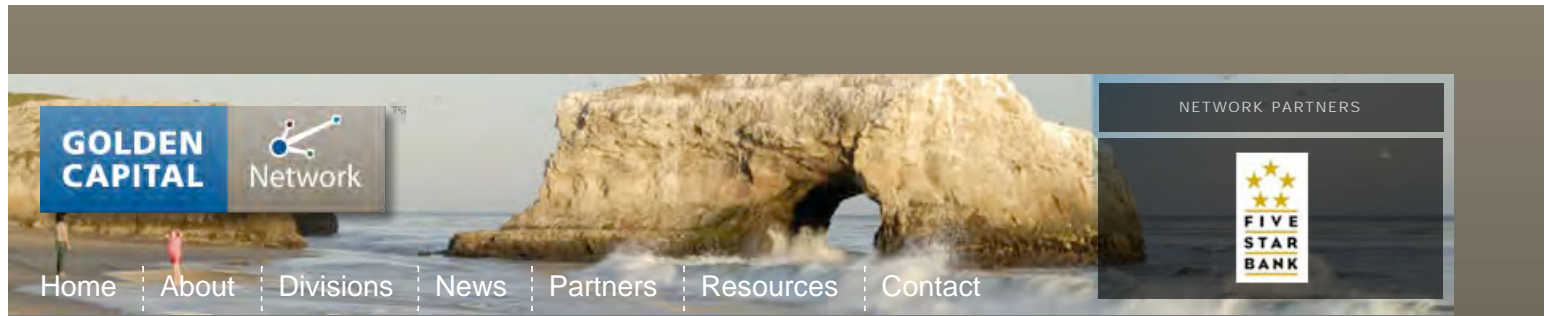 GOLDEN
CAPITAL
Network
NETWORK PARTNERS
FIVE
STAR
BANK
Home
About
Divisions
News
Partners
Resources
Contact